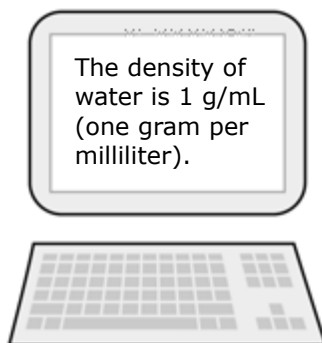 The density of
water is 1 g/mL
(one gram per
milliliter).